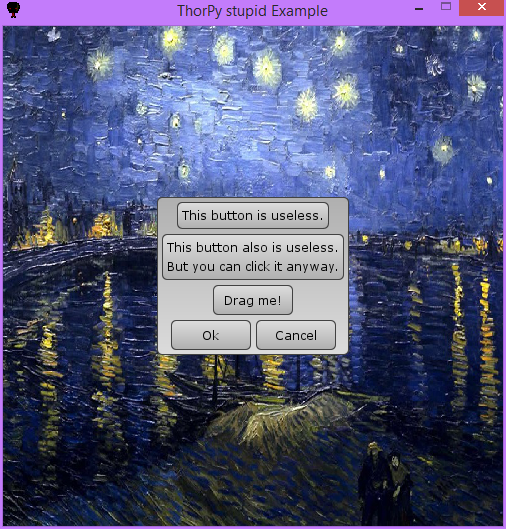 ThorPy stupid Example
This button is useless.
This button also is useless.
But you can click it anyway.
Drag me!
Ok
Cancel